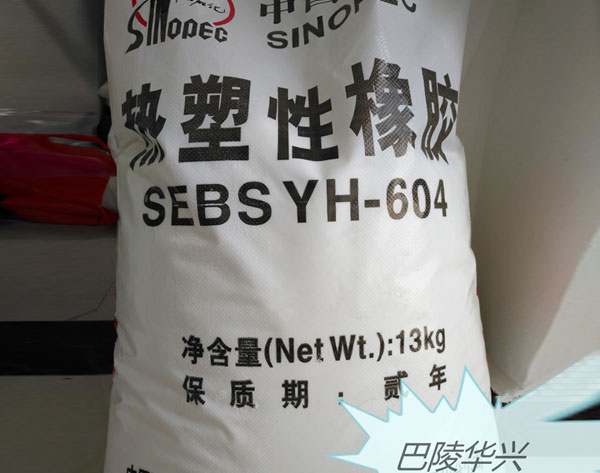 SINOPEC
SINOPEC
热塑性橡胶
SEBS YH-604
净含量(Net Wt.):13kg
保质期:贰年
巴陵华兴